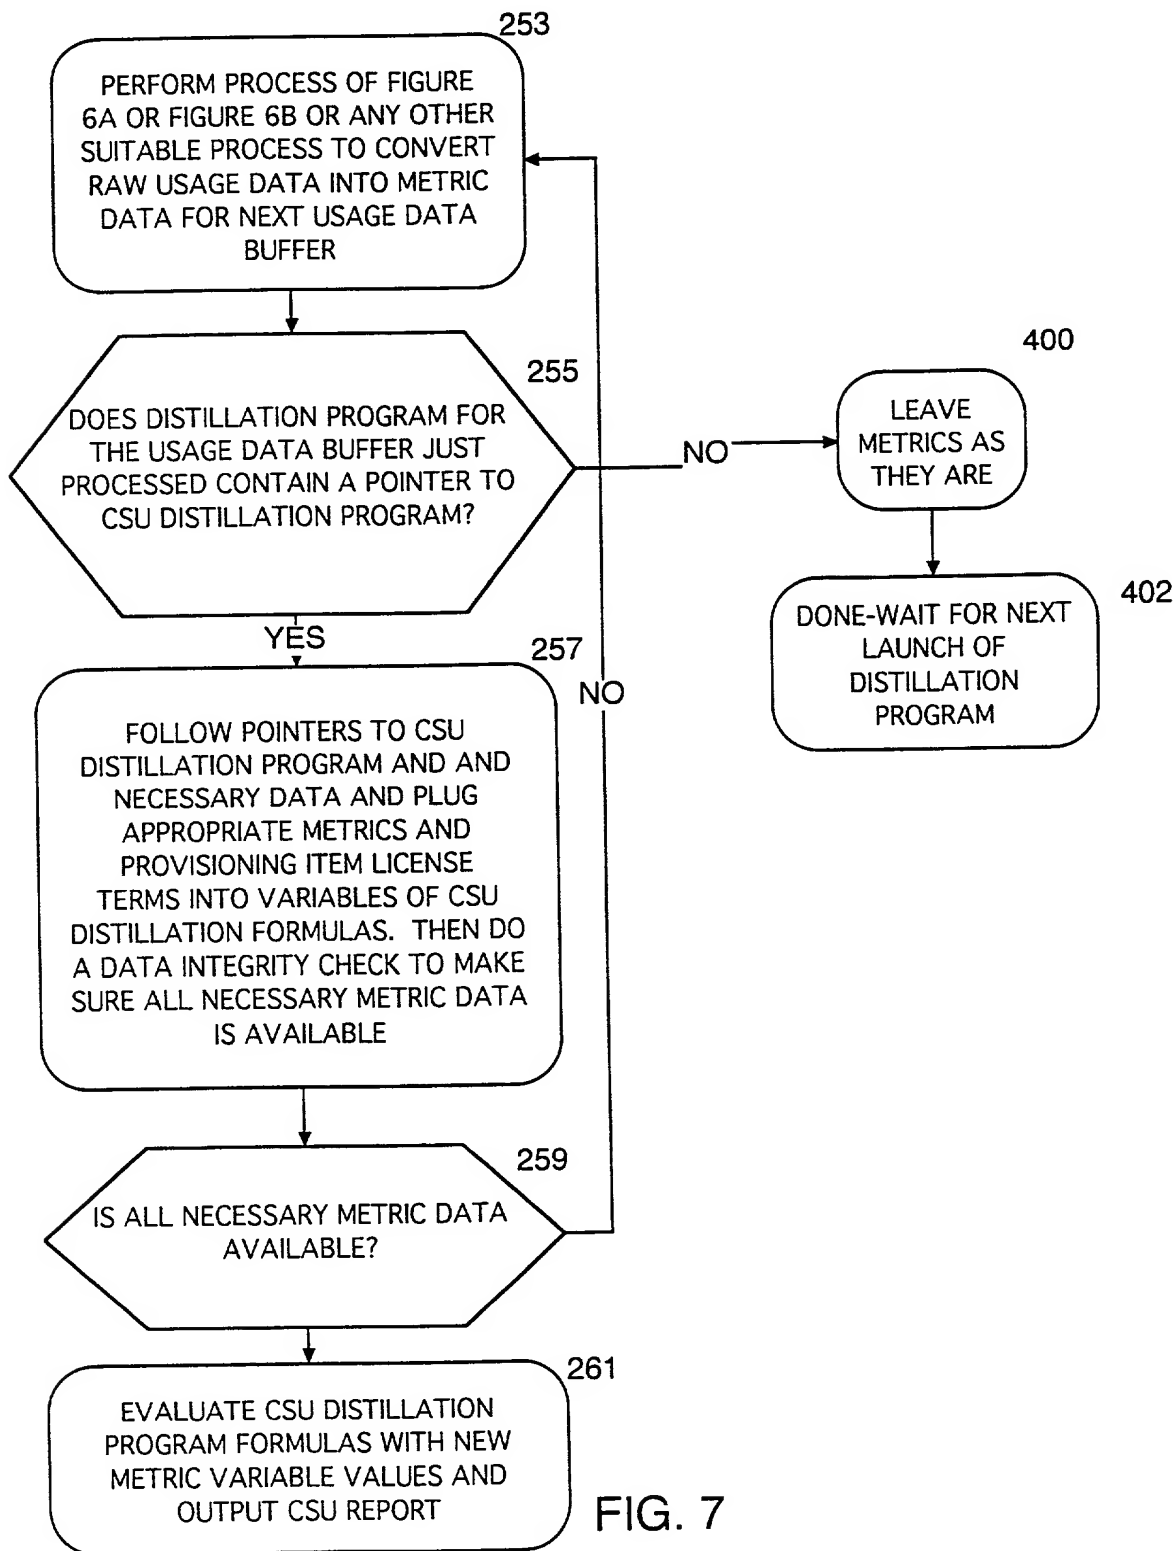 253
PERFORM PROCESS OF FIGURE
6A OR FIGURE 6B OR ANY OTHER
SUITABLE PROCESS TO CONVERT
RAW USAGE DATA INTO METRIC
DATA FOR NEXT USAGE DATA
BUFFER
255
DOES DISTILLATION PROGRAM FOR
THE USAGE DATA BUFFER JUST
PROCESSED CONTAIN A POINTER TO
CSU DISTILLATION PROGRAM?
NO
400
LEAVE
METRICS AS
THEY ARE
402
DONE-WAIT FOR NEXT
LAUNCH OF
DISTILLATION
PROGRAM
YES
257
NO
FOLLOW POINTERS TO CSU
DISTILLATION PROGRAM AND AND
NECESSARY DATA AND PLUG
APPROPRIATE METRICS AND
PROVISIONING ITEM LICENSE
TERMS INTO VARIABLES OF CSU
DISTILLATION FORMULAS. THEN DO
A DATA INTEGRITY CHECK TO MAKE
SURE ALL NECESSARY METRIC DATA
IS AVAILABLE
259
IS ALL NECESSARY METRIC DATA
AVAILABLE?
261
EVALUATE CSU DISTILLATION
PROGRAM FORMULAS WITH NEW
METRIC VARIABLE VALUES AND
OUTPUT CSU REPORT
FIG. 7